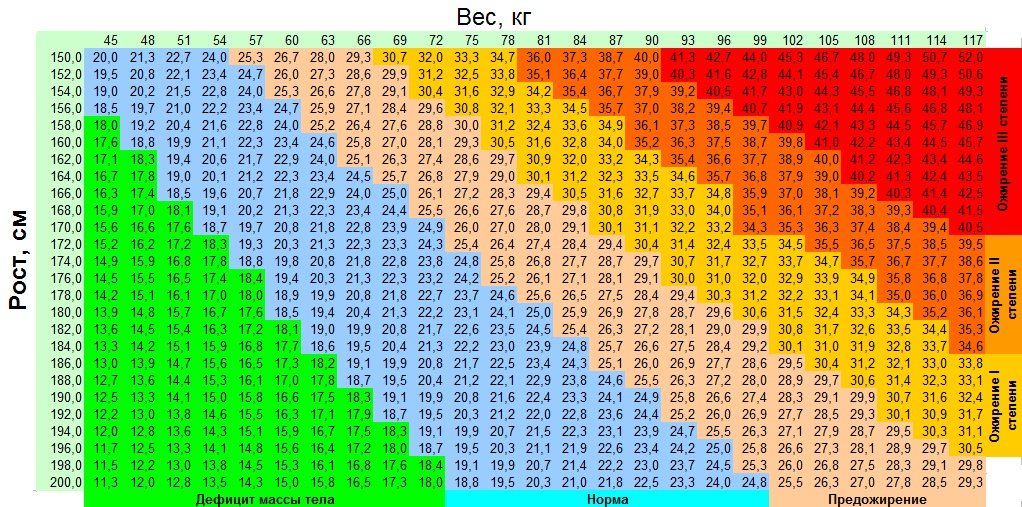 Вес, кг
45 48 51 54 57 60 63 66 69 72 75 78 81 84 87 90 93 96 99 102 105 108 111 114 117
150,0 20,0 21,3 22,7 24,0 25,3 26,7 28,0 29,3 30,7 32,0 33,3 34,7 36,0 37,3 38,7 40,0 41,3 42,7 44,0 45,3 46,7 48,0 49,3 50,7 52,0
152,0 19,5 20,8 22,1 23,4 24,7 26,0 27,3 28,6 29,9 31,2 32,5 33,8 35,1 36,4 37,7 39,0 40,3 41,6 42,8 44,1 45,4 46,7 48,0 49,3 50,6
154,0 19,0 20,2 21,5 22,8 24,0 25,3 26,6 27,8 29,1 30,4 31,6 32,9 34,2 35,4 36,7 37,9 39,2 40,5 41,7 43,0 44,3 45,5 46,8 48,1 49,3
156,0 18,5 19,7 21,0 22,2 23,4 24,7 25,9 27,1 28,4 29,6 30,8 32,1 33,3 34,5 35,7 37,0 38,2 39,4 40,7 41,9 43,1 44,4 45,6 46,8 48,1
158,0 18,0 19,2 20,4 21,6 22,8 24,0 25,2 26,4 27,6 28,8 30,0 31,2 32,4 33,6 34,9 36,1 37,3 38,5 39,7 40,9 42,1 43,3 44,5 45,7 46,9
160,0 17,6 18,8 19,9 21,1 22,3 23,4 24,6 25,8 27,0 28,1 29,3 30,5 31,6 32,8 34,0 35,2 36,3 37,5 38,7 39,8 41,0 42,2 43,4 44,5 45,7
162,0 17,1 18,3 19,4 20,6 21,7 22,9 24,0 25,1 26,3 27,4 28,6 29,7 30,9 32,0 33,2 34,3 35,4 36,6 37,7 38,9 40,0 41,2 42,3 43,4 44,6
164,0 16,7 17,8 19,0 20,1 21,2 22,3 23,4 24,5 25,7 26,8 27,9 29,0 30,1 31,2 32,3 33,5 34,6 35,7 36,8 37,9 39,0 40,2 41,3 42,4 43,5
166,0 16,3 17,4 18,5 19,6 20,7 21,8 22,9 24,0 25,0 26,1 27,2 28,3 29,4 30,5 31,6 32,7 33,7 34,8 35,9 37,0 38,1 39,2 40,3 41,4 42,5
168,0 15,9 17,0 18,1 19,1 20,2 21,3 22,3 23,4 24,4 25,5 26,6 27,6 28,7 29,8 30,8 31,9 33,0 34,0 35,1 36,1 37,2 38,3 39,3 40,4 41,5
170,0 15,6 16,6 17,6 18,7 19,7 20,8 21,8 22,8 23,9 24,9 26,0 27,0 28,0 29,1 30,1 31,1 32,2 33,2 34,3 35,3 36,3 37,4 38,4 39,4 40,5
172,0 15,2 16,2 17,2 18,3 19,3 20,3 21,3 22,3 23,3 24,3 25,4 26,4 27,4 28,4 29,4 30,4 31,4 32,4 33,5 34,5 35,5 36,5 37,5 38,5 39,5
174,0 14,9 15,9 16,8 17,8 18,8 19,8 20,8 21,8 22,8 23,8 24,8 25,8 26,8 27,7 28,7 29,7 30,7 31,7 32,7 33,7 34,7 35,7 36,7 37,7 38,6
176,0 14,5 15,5 16,5 17,4 18,4 19,4 20,3 21,3 22,3 23,2 24,2 25,2 26,1 27,1 28,1 29,1 30,0 31,0 32,0 32,9 33,9 34,9 35,8 36,8 37,8
178,0 14,2 15,1 16,1 17,0 18,0 18,9 19,9 20,8 21,8 22,7 23,7 24,6 25,6 26,5 27,5 28,4 29,4 30,3 31,2 32,2 33,1 34,1 35,0 36,0 36,9
180,0 13,9 14,8 15,7 16,7 17,6 18,5 19,4 20,4 21,3 22,2 23,1 24,1 25,0 25,9 26,9 27,8 28,7 29,6 30,6 31,5 32,4 33,3 34,3 35,2 36,1
182,0 13,6 14,5 15,4 16,3 17,2 18,1 19,0 19,9 20,8 21,7 22,6 23,5 24,5 25,4 26,3 27,2 28,1 29,0 29,9 30,8 31,7 32,6 33,5 34,4 35,3
184,0 13,3 14,2 15,1 15,9 16,8 17,7 18,6 19,5 20,4 21,3 22,2 23,0 23,9 24,8 25,7 26,6 27,5 28,4 29,2 30,1 31,0 31,9 32,8 33,7 34,6
186,0 13,0 13,9 14,7 15,6 16,5 17,3 18,2 19,1 19,9 20,8 21,7 22,5 23,4 24,3 25,1 26,0 26,9 27,7 28,6 29,5 30,4 31,2 32,1 33,0 33,8
188,0 12,7 13,6 14,4 15,3 16,1 17,0 17,8 18,7 19,5 20,4 21,2 22,1 22,9 23,8 24,6 25,5 26,3 27,2 28,0 28,9 29,7 30,6 31,4 32,3 33,1
190,0 12,5 13,3 14,1 15,0 15,8 16,6 17,5 18,3 19,1 19,9 20,8 21,6 22,4 23,3 24,1 24,9 25,8 26,6 27,4 28,3 29,1 29,9 30,7 31,6 32,4
192,0 12,2 13,0 13,8 14,6 15,5 16,3 17,1 17,9 18,7 19,5 20,3 21,2 22,0 22,8 23,6 24,4 25,2 26,0 26,9 27,7 28,5 29,3 30,1 30,9 31,7
194,0 12,0 12,8 13,6 14,3 15,1 15,9 16,7 17,5 18,3 19,1 19,9 20,7 21,5 22,3 23,1 23,9 24,7 25,5 26,3 27,1 27,9 28,7 29,5 30,3 31,1
196,0 11,7 12,5 13,3 14,1 14,8 15,6 16,4 17,2 18,0 18,7 19,5 20,3 21,1 21,9 22,6 23,4 24,2 25,0 25,8 26,6 27,3 28,1 28,9 29,7 30,5
198,0 11,5 12,2 13,0 13,8 14,5 15,3 16,1 16,8 17,6 18,4 19,1 19,9 20,7 21,4 22,2 23,0 23,7 24,5 25,3 26,0 26,8 27,5 28,3 29,1 29,8
200,0 11,3 12,0 12,8 13,5 14,3 15,0 15,8 16,5 17,3 18,0 18,8 19,5 20,3 21,0 21,8 22,5 23,3 24,0 24,8 25,5 26,3 27,0 27,8 28,5 29,3
Рост, см
Ожирение III степени
Ожирение II
степени
Ожирение I
степени
Дефицит массы тела Норма Предожирение